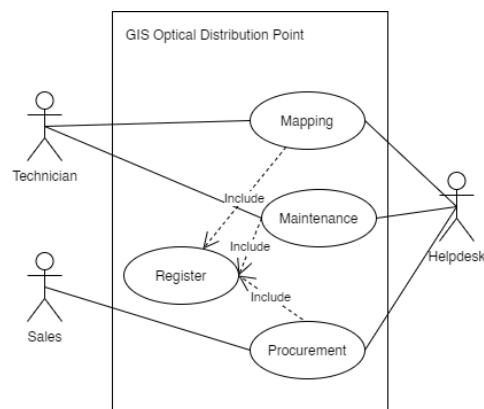 GIS Optical Distribution Point
Mapping
Technician
Include
Maintenance
Include
Helpdesk
Register
Include
Sales
Procurement